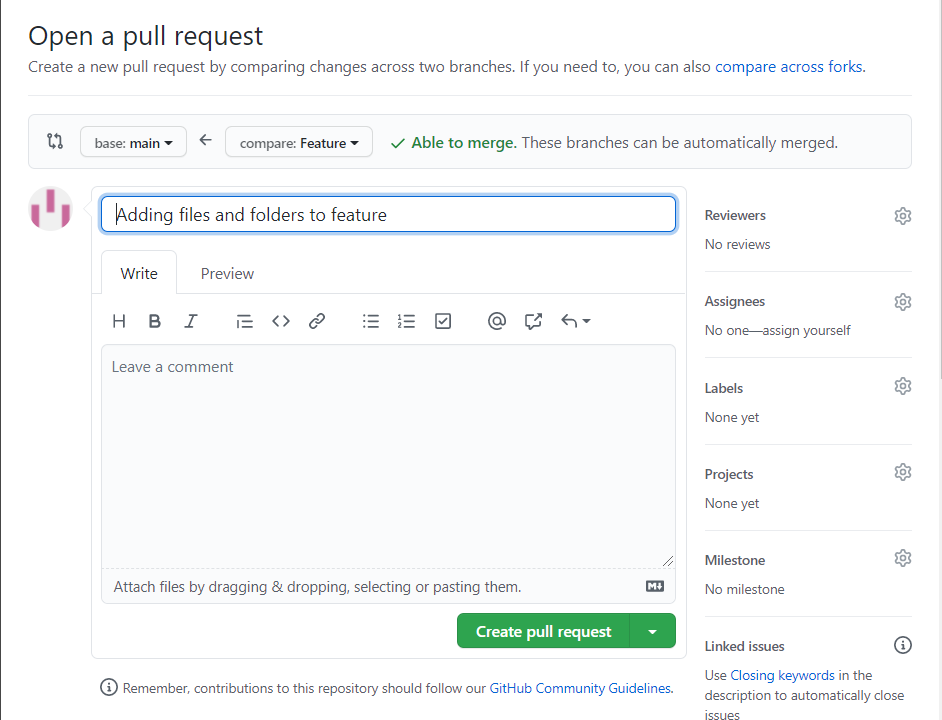 Open a pull request
Create a new pull request by comparing changes across two branches. If you need to, you can also compare across forks.
base: main
compare: Feature
Able to merge. These branches can be automatically merged.
Adding files and folders to feature
Write
Preview
Leave a comment
Attach files by dragging & dropping, selecting or pasting them.
Create pull request
Remember, contributions to this repository should follow our GitHub Community Guidelines.
Reviewers
No reviews
Assignees
No one—assign yourself
Labels
None yet
Projects
None yet
Milestone
No milestone
Linked issues
Use Closing keywords in the
description to automatically close
issues